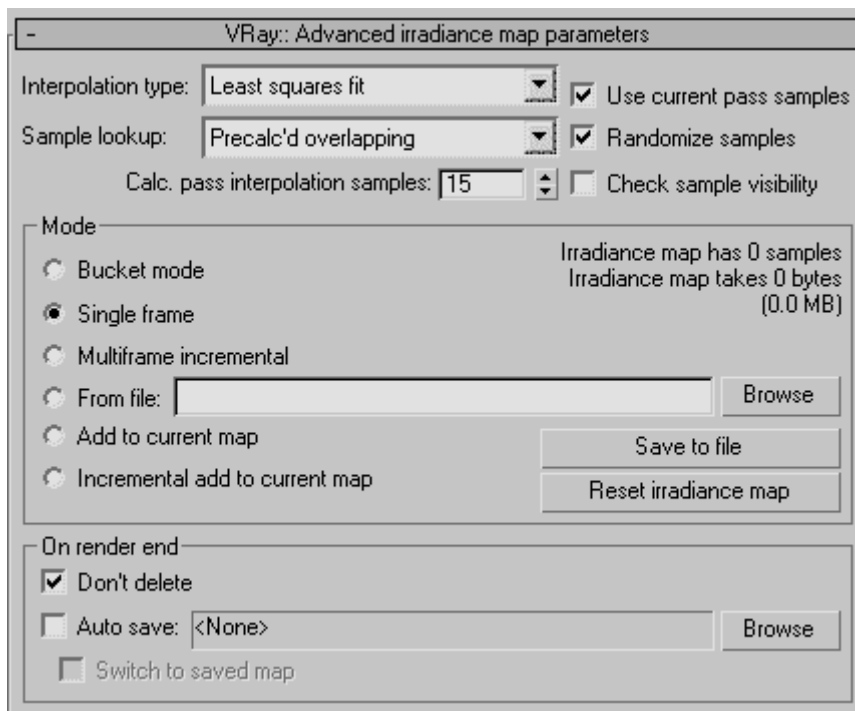 - VRay:: Advanced irradiance map parameters
Interpolation type: Least squares fit Use current pass samples
Sample lookup: Precalc'd overlapping Randomize samples
Calc. pass interpolation samples: 15 Check sample visibility
Mode
Irradiance map has 0 samples
Irradiance map takes 0 bytes
(0.0 MB)
Bucket mode
Single frame
Multiframe incremental
From file: Browse
Add to current map
Save to file
Incremental add to current map
Reset irradiance map
On render end
Don't delete
Auto save: <None> Browse
Switch to saved map